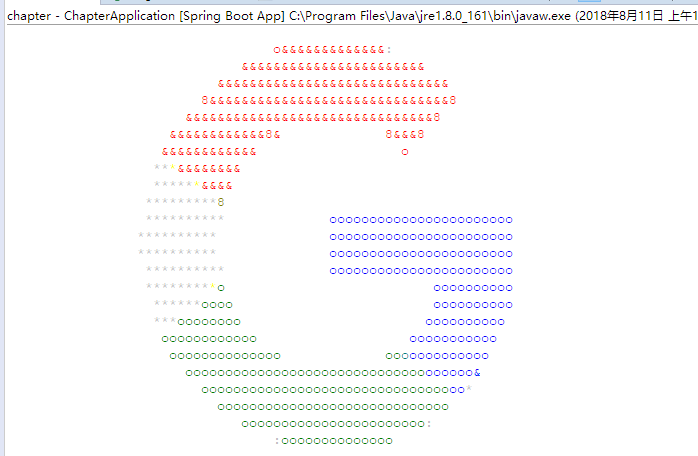 chapter - ChapterApplication [Spring Boot App] C:\Program Files\Java\jre1.8.0_161\bin\javaw.exe (2018年8月11日 上午1